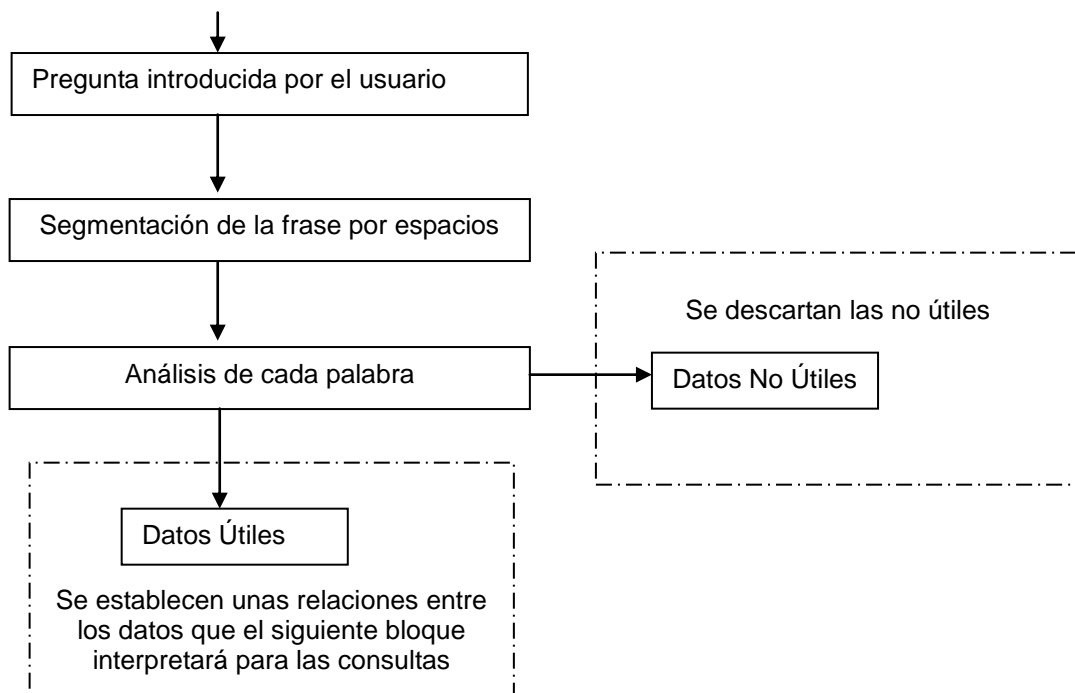 Pregunta introducida por el usuario
Segmentación de la frase por espacios
Se descartan las no útiles
Análisis de cada palabra
Datos No Útiles
Datos Útiles
Se establecen unas relaciones entre
los datos que el siguiente bloque
interpretará para las consultas